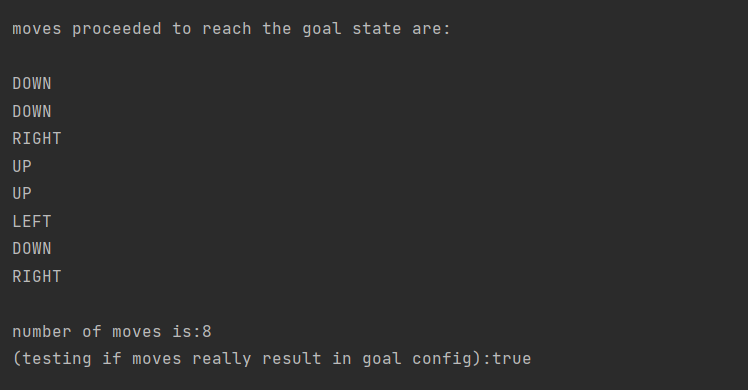 moves proceeded to reach the goal state are:
DOWN
DOWN
RIGHT
UP
UP
LEFT
DOWN
RIGHT
number of moves is:8
(testing if moves really result in goal config):true